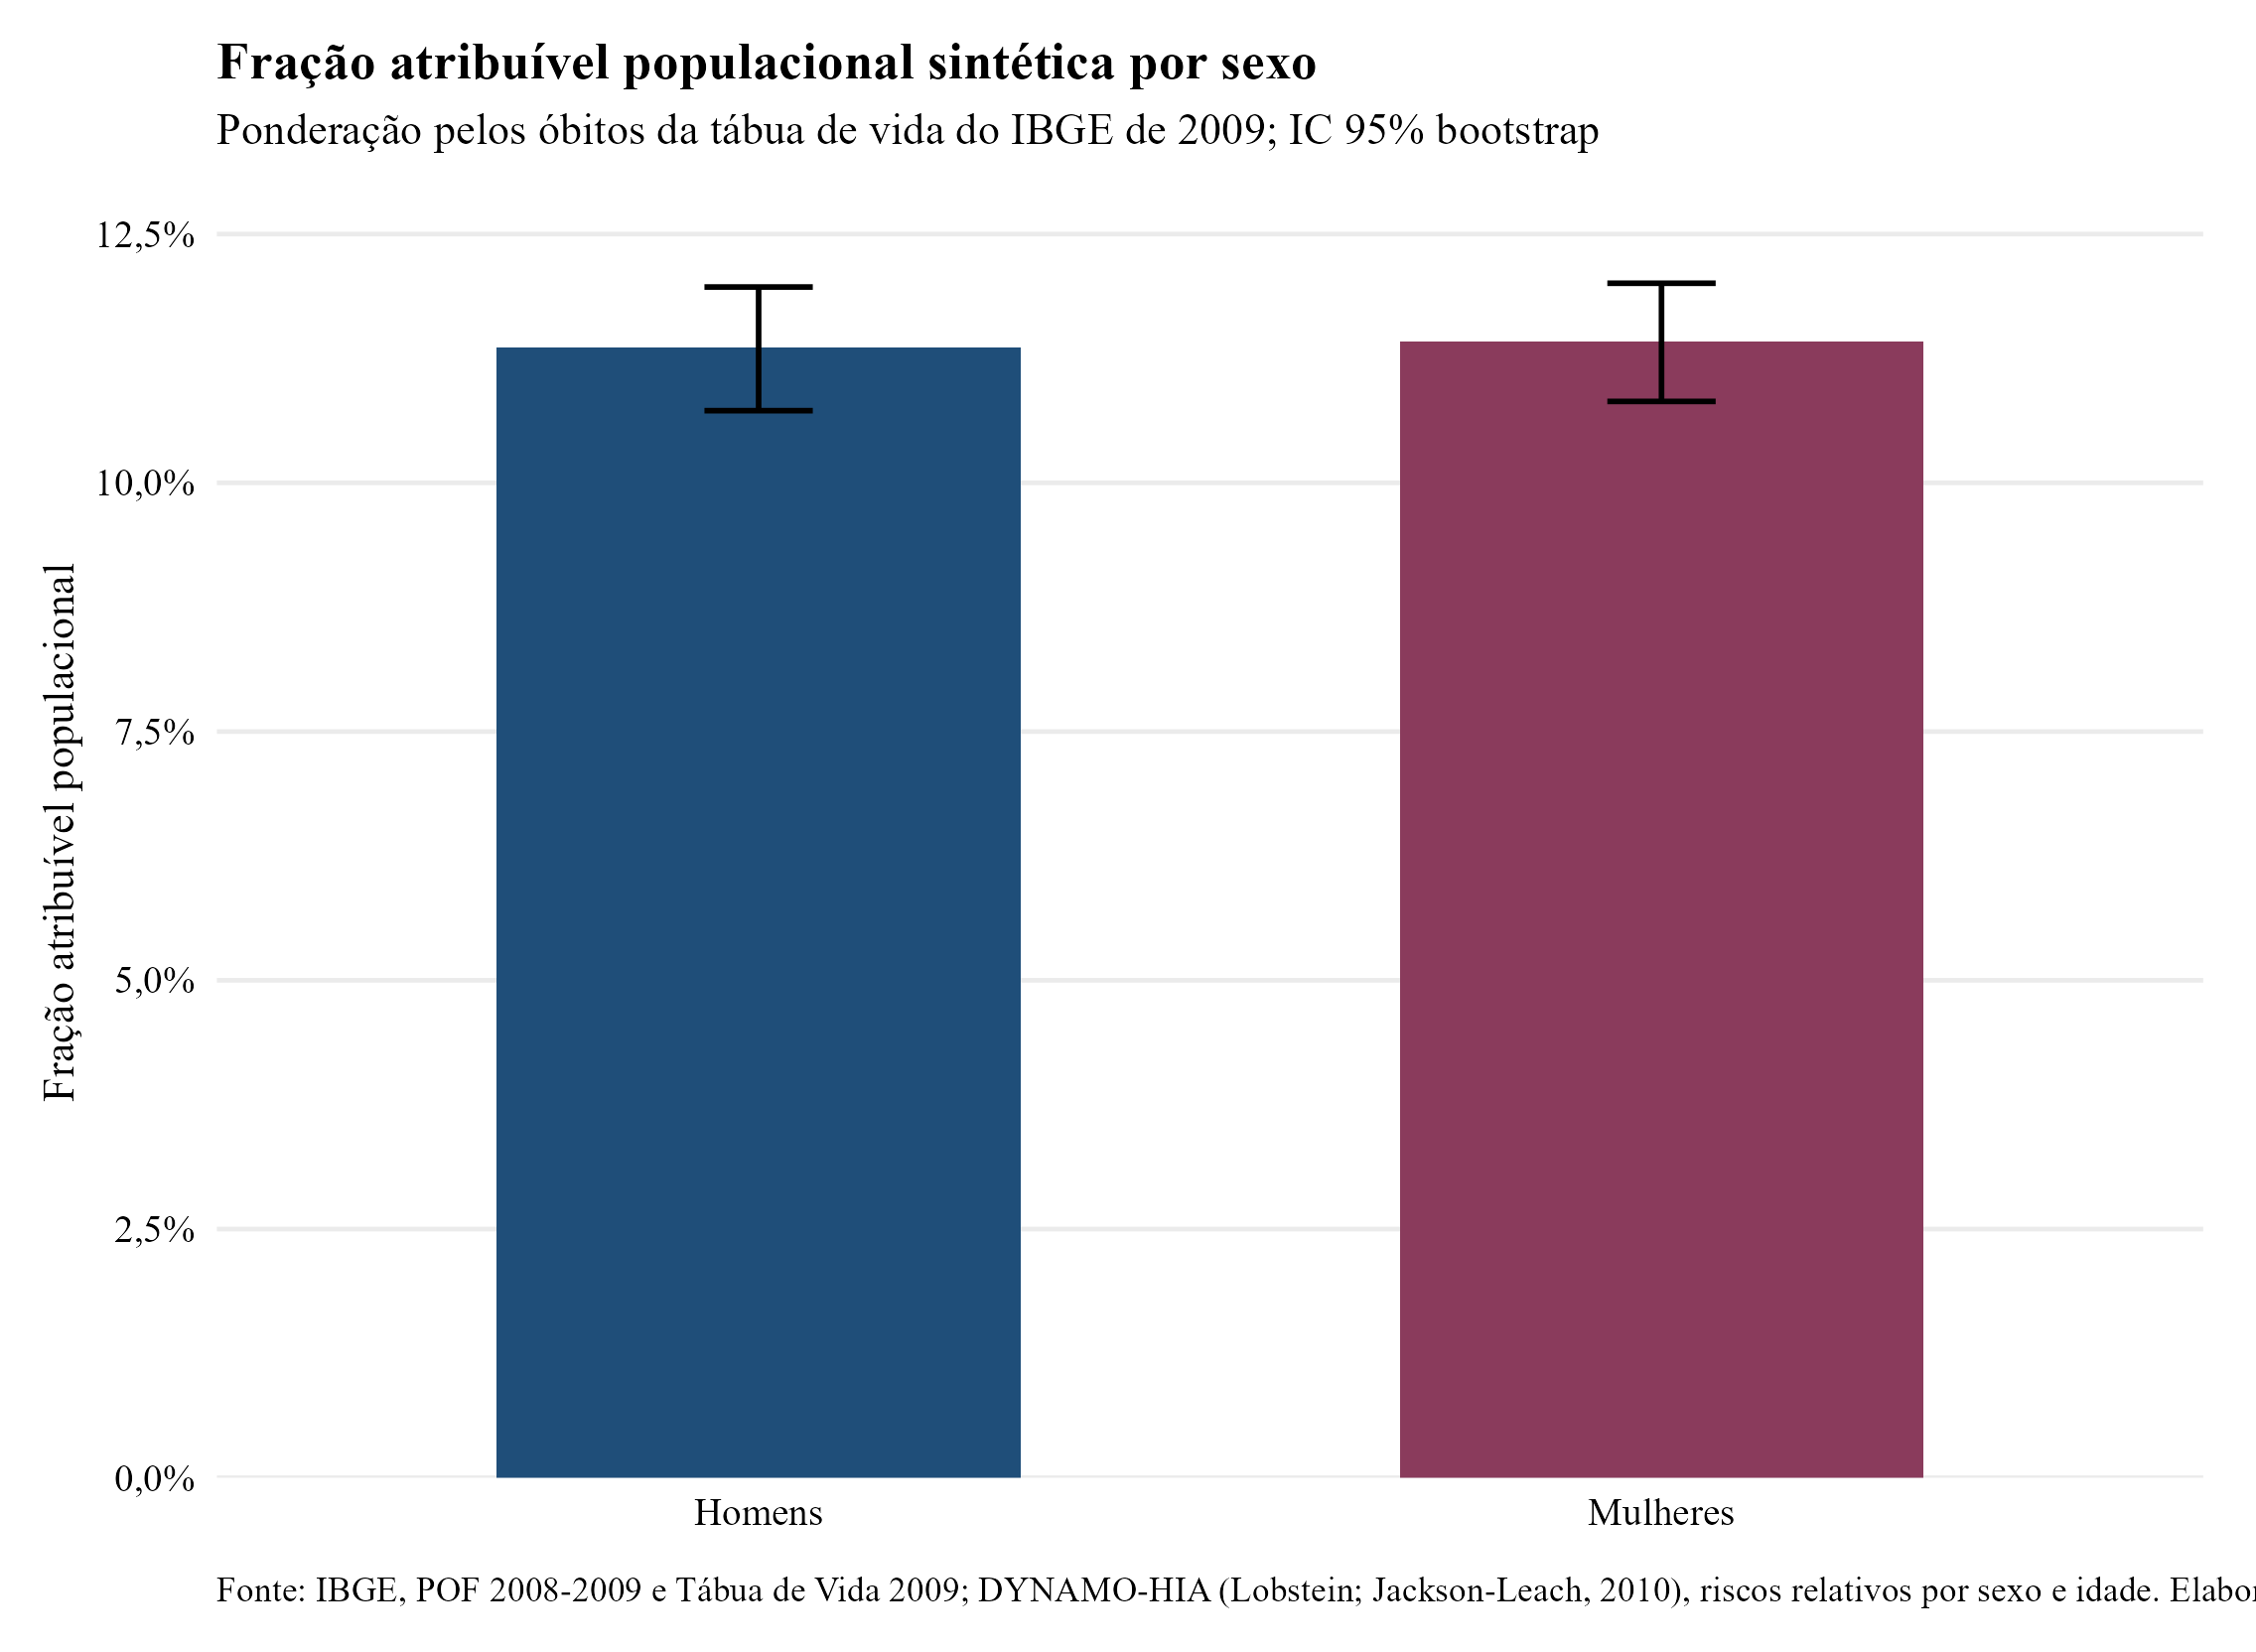 Fração atribuível populacional sintética por sexo
Ponderação pelos óbitos da tábua de vida do IBGE de 2009; IC 95% bootstrap
12,5%
10,0%
7,5%
5,0%
2,5%
0,0%
Fração atribuível populacional
Homens
Mulheres
Fonte: IBGE, POF 2008-2009 e Tábua de Vida 2009; DYNAMO-HIA (Lobstein; Jackson-Leach, 2010), riscos relativos por sexo e idade.